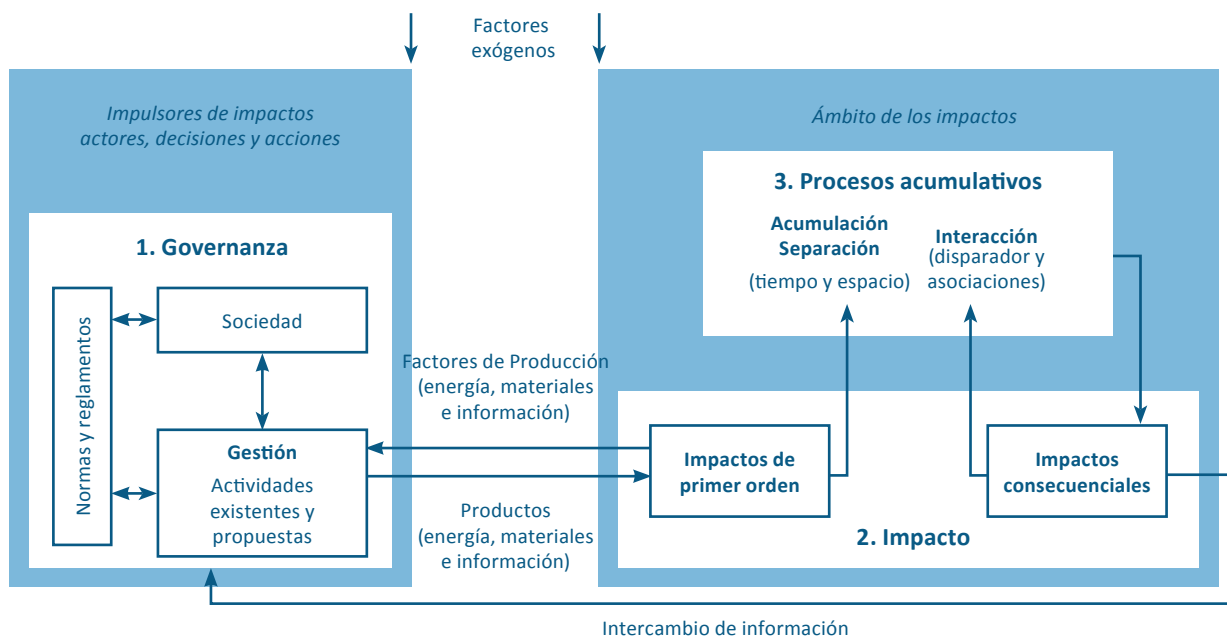 Factores
exógenos
Impulsores de impactos
actores, decisiones y acciones
1. Governanza
Normas y reglamentos
Sociedad
Gestión
Actividades
existentes y
propuestas
Factores de Producción
(energía, materiales
e información)
Productos
(energía, materiales
e información)
Ámbito de los impactos
3. Procesos acumulativos
Acumulación
Separación
(tiempo y espacio)
Interacción
(disparador y
asociaciones)
Impactos de
primer orden
Impactos
consecuenciales
2. Impacto
Intercambio de información